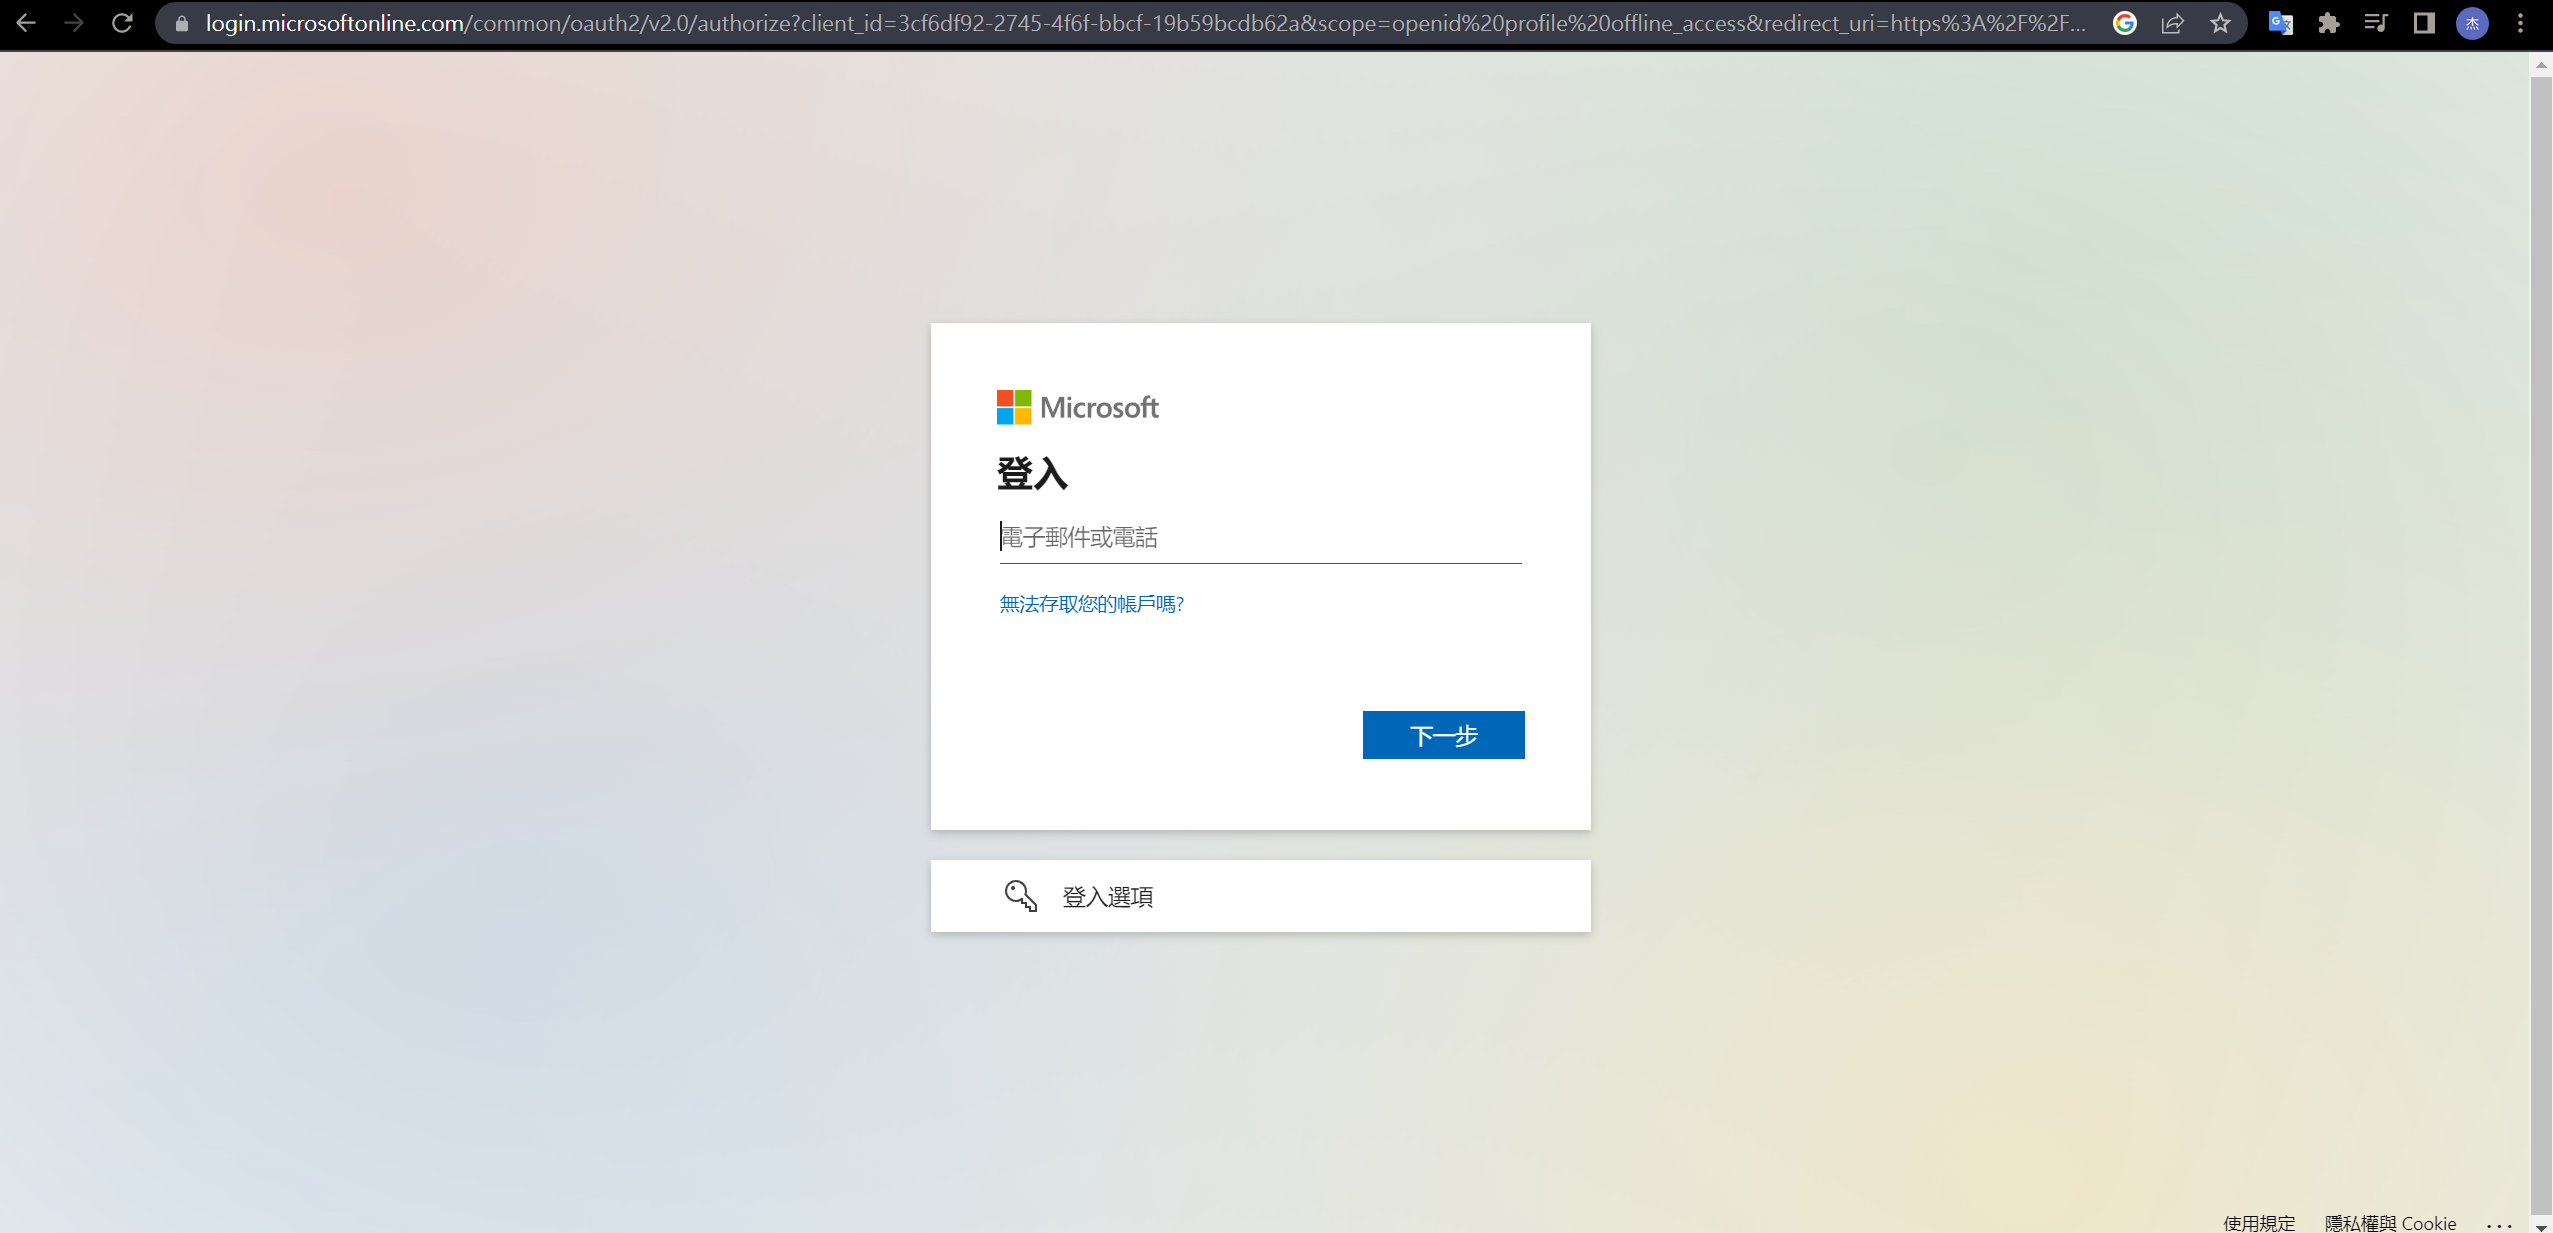 login.microsoftonline.com/common/oauth2/v2.0/authorize?client_id=3cf6df92-2745-4f6f-bbcf-19b59bcdb62a&scope=openid%20profile%20offline_access&redirect_uri=https%3A%2F%2F...
杰
Microsoft
登入
電子郵件或電話
無法存取您的帳戶嗎?
下一步
登入選項
使用規定 隱私權與 Cookie ...